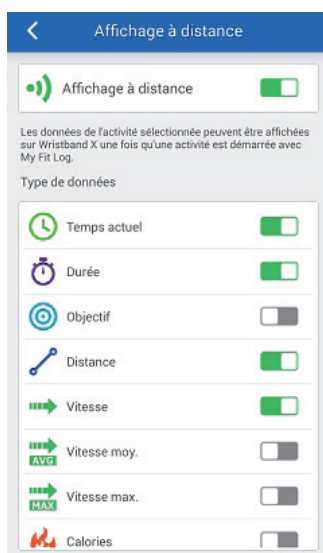 Affichage à distance
Affichage à distance
Les données de l'activité sélectionnée peuvent être affichées
sur Wristband X une fois qu'une activité est démarrée avec
My Fit Log.
Type de données
Temps actuel
Durée
Objectif
Distance
Vitesse
AVG Vitesse moy.
MAX Vitesse max.
Calories